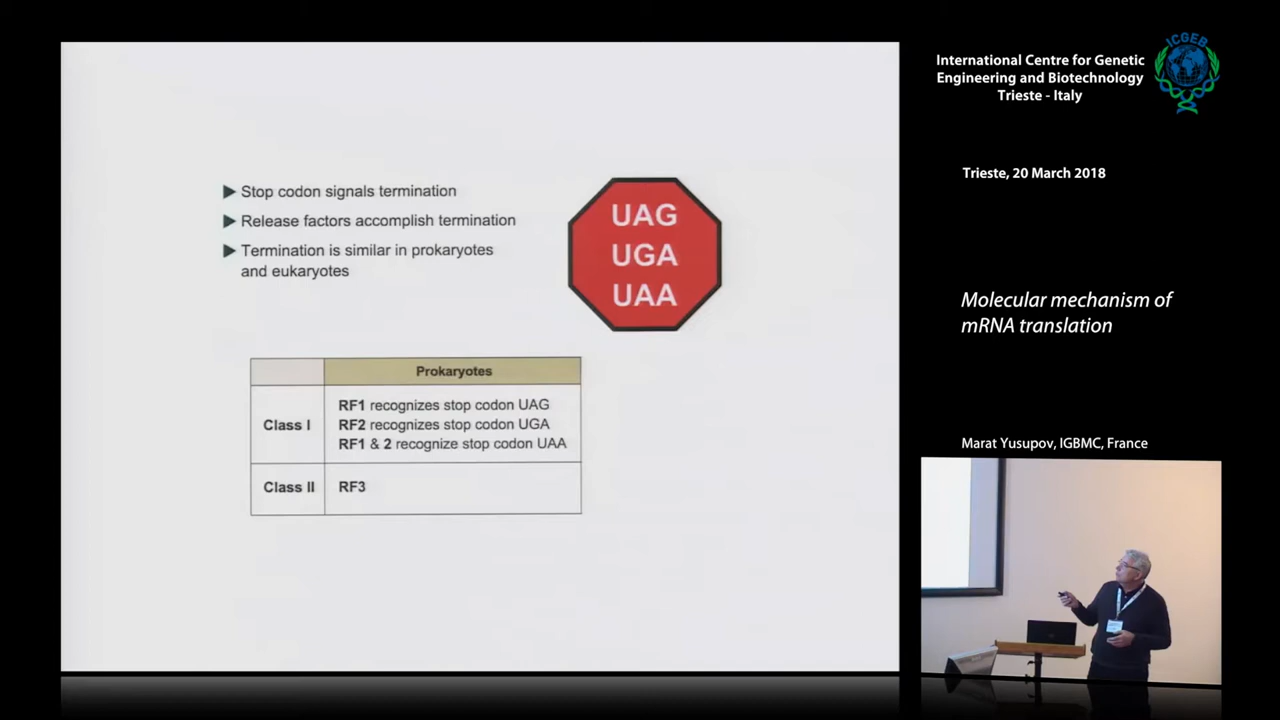 ▶ Stop codon signals termination
▶ Release factors accomplish termination
▶ Termination is similar in prokaryotes
and eukaryotes
UAG
UGA
UAA
Prokaryotes
Class I
RF1 recognizes stop codon UAG
RF2 recognizes stop codon UGA
RF1 & 2 recognize stop codon UAA
Class II
RF3
International Centre for Genetic
Engineering and Biotechnology
Trieste - Italy
ICGEB
Trieste, 20 March 2018
Molecular mechanism of
mRNA translation
Marat Yusupov, IGBMC, France